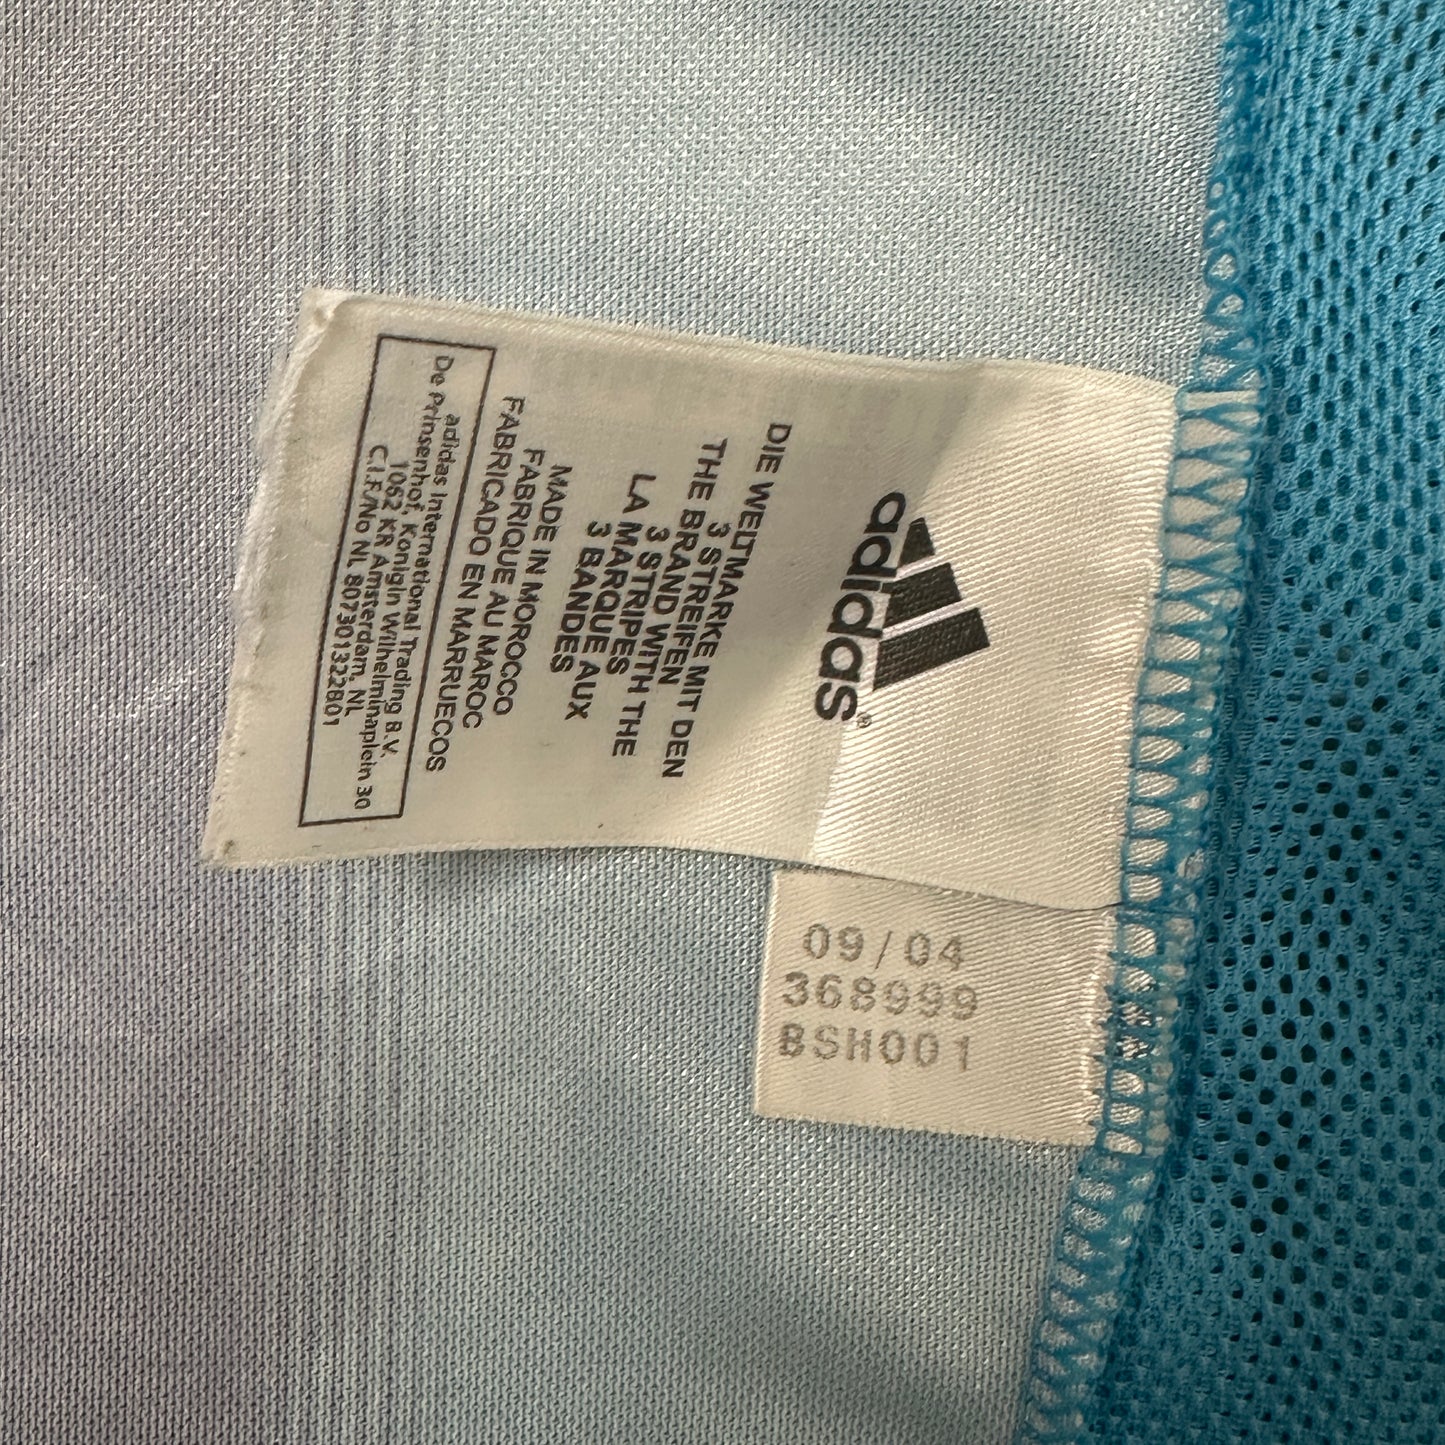 adidas®
DIE WELTMARKE MIT DEN
3 STREIFEN
THE BRAND WITH THE
3 STRIPES
LA MARQUE AUX
3 BANDES
MADE IN MOROCCO
FABRIQUE AU MAROC
FABRICADO EN MARRUECOS
adidas International Trading B.V.
De Prinsenhof, Konigin Wilhelminaplein 30
1062 KR Amsterdam, NL
C.I.F./No NL 807301322B01
09/04
368999
BSH001